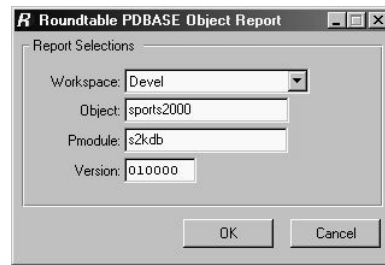 R Roundtable PDBASE Object Report
Report Selections
Workspace: Devel
Object: sports2000
Pmodule: s2kdb
Version: 010000
OK Cancel